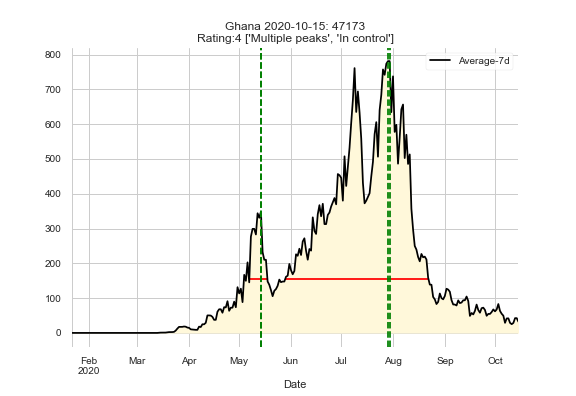 Ghana 2020-10-15: 47173
Rating:4 ['Multiple peaks', 'In control']
Average-7d
800
700
600
500
400
300
200
100
0
Feb
2020
Mar
Apr
May
Jun
Jul
Aug
Sep
Oct
Date